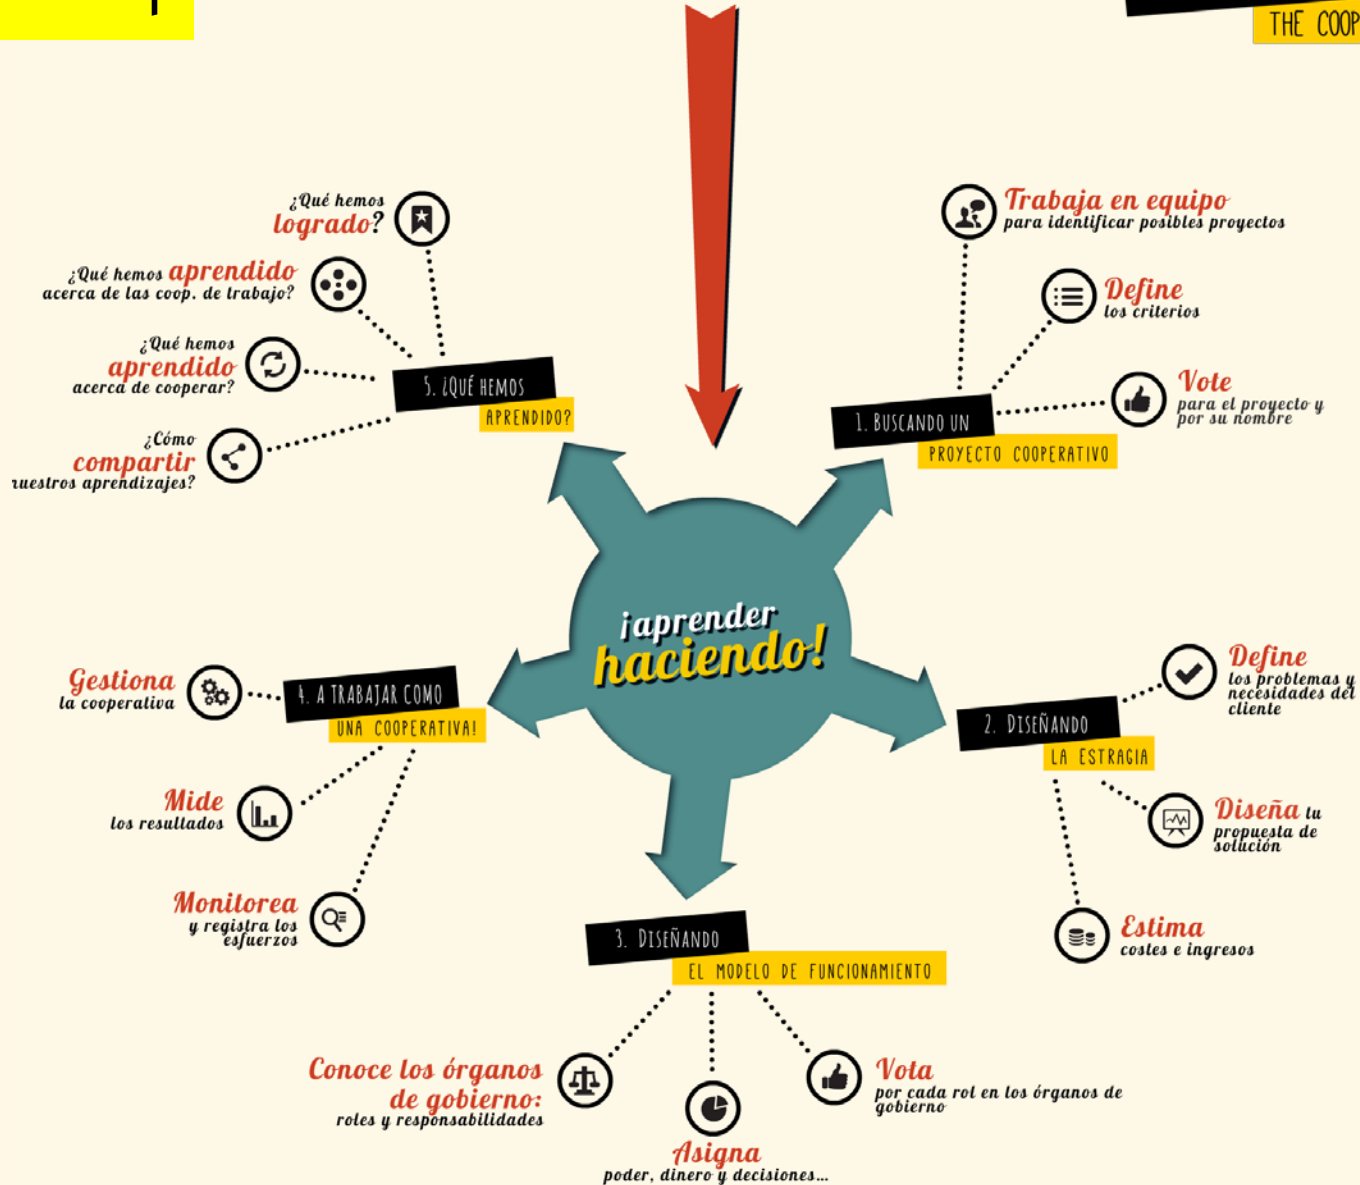 THE COOP
¿Qué hemos
logrado?
¿Qué hemos aprendido
acerca de las coop. de trabajo?
¿Qué hemos
aprendido
acerca de cooperar?
¿Cómo
compartir
nuestros aprendizajes?
5. ¿QUÉ HEMOS
APRENDIDO?
Trabaja en equipo
para identificar posibles proyectos
Define
los criterios
Vote
para el proyecto y
por su nombre
1. BUSCANDO UN
PROYECTO COOPERATIVO
¡aprender
haciendo!
Gestiona
la cooperativa
4. A TRABAJAR COMO
UNA COOPERATIVA!
Mide
los resultados
Monitorea
y registra los
esfuerzos
Define
los problemas y
necesidades del
cliente
2. DISEÑANDO
LA ESTRAGIA
Diseña tu
propuesta de
solución
Estima
costes e ingresos
3. DISEÑANDO
EL MODELO DE FUNCIONAMIENTO
Conoce los órganos
de gobierno:
roles y responsabilidades
Asigna
poder, dinero y decisiones...
Vota
por cada rol en los órganos de
gobierno